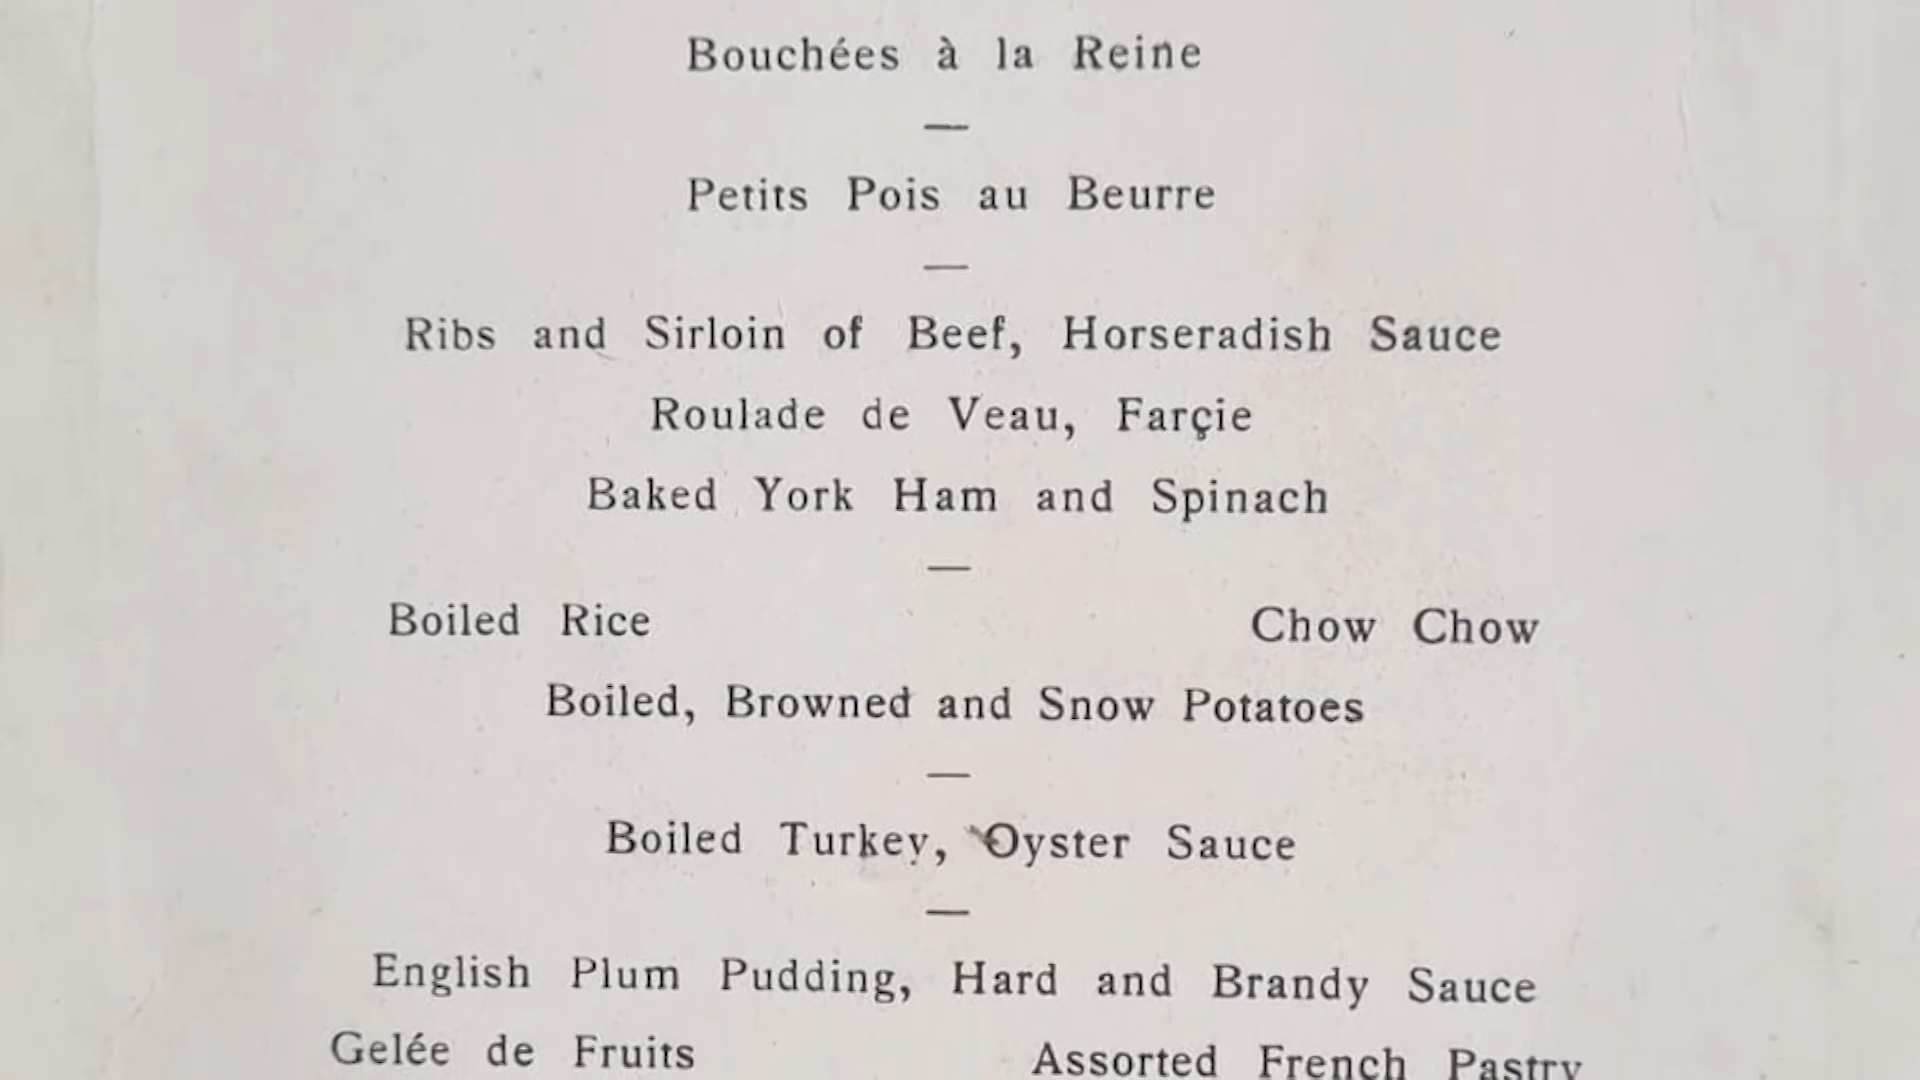 Bouchées à la Reine
—
Petits Pois au Beurre
—
Ribs and Sirloin of Beef, Horseradish Sauce
Roulade de Veau, Farçie
Baked York Ham and Spinach
—
Boiled Rice Chow Chow
Boiled, Browned and Snow Potatoes
—
Boiled Turkey, Oyster Sauce
—
English Plum Pudding, Hard and Brandy Sauce
Gelée de Fruits Assorted French Pastry